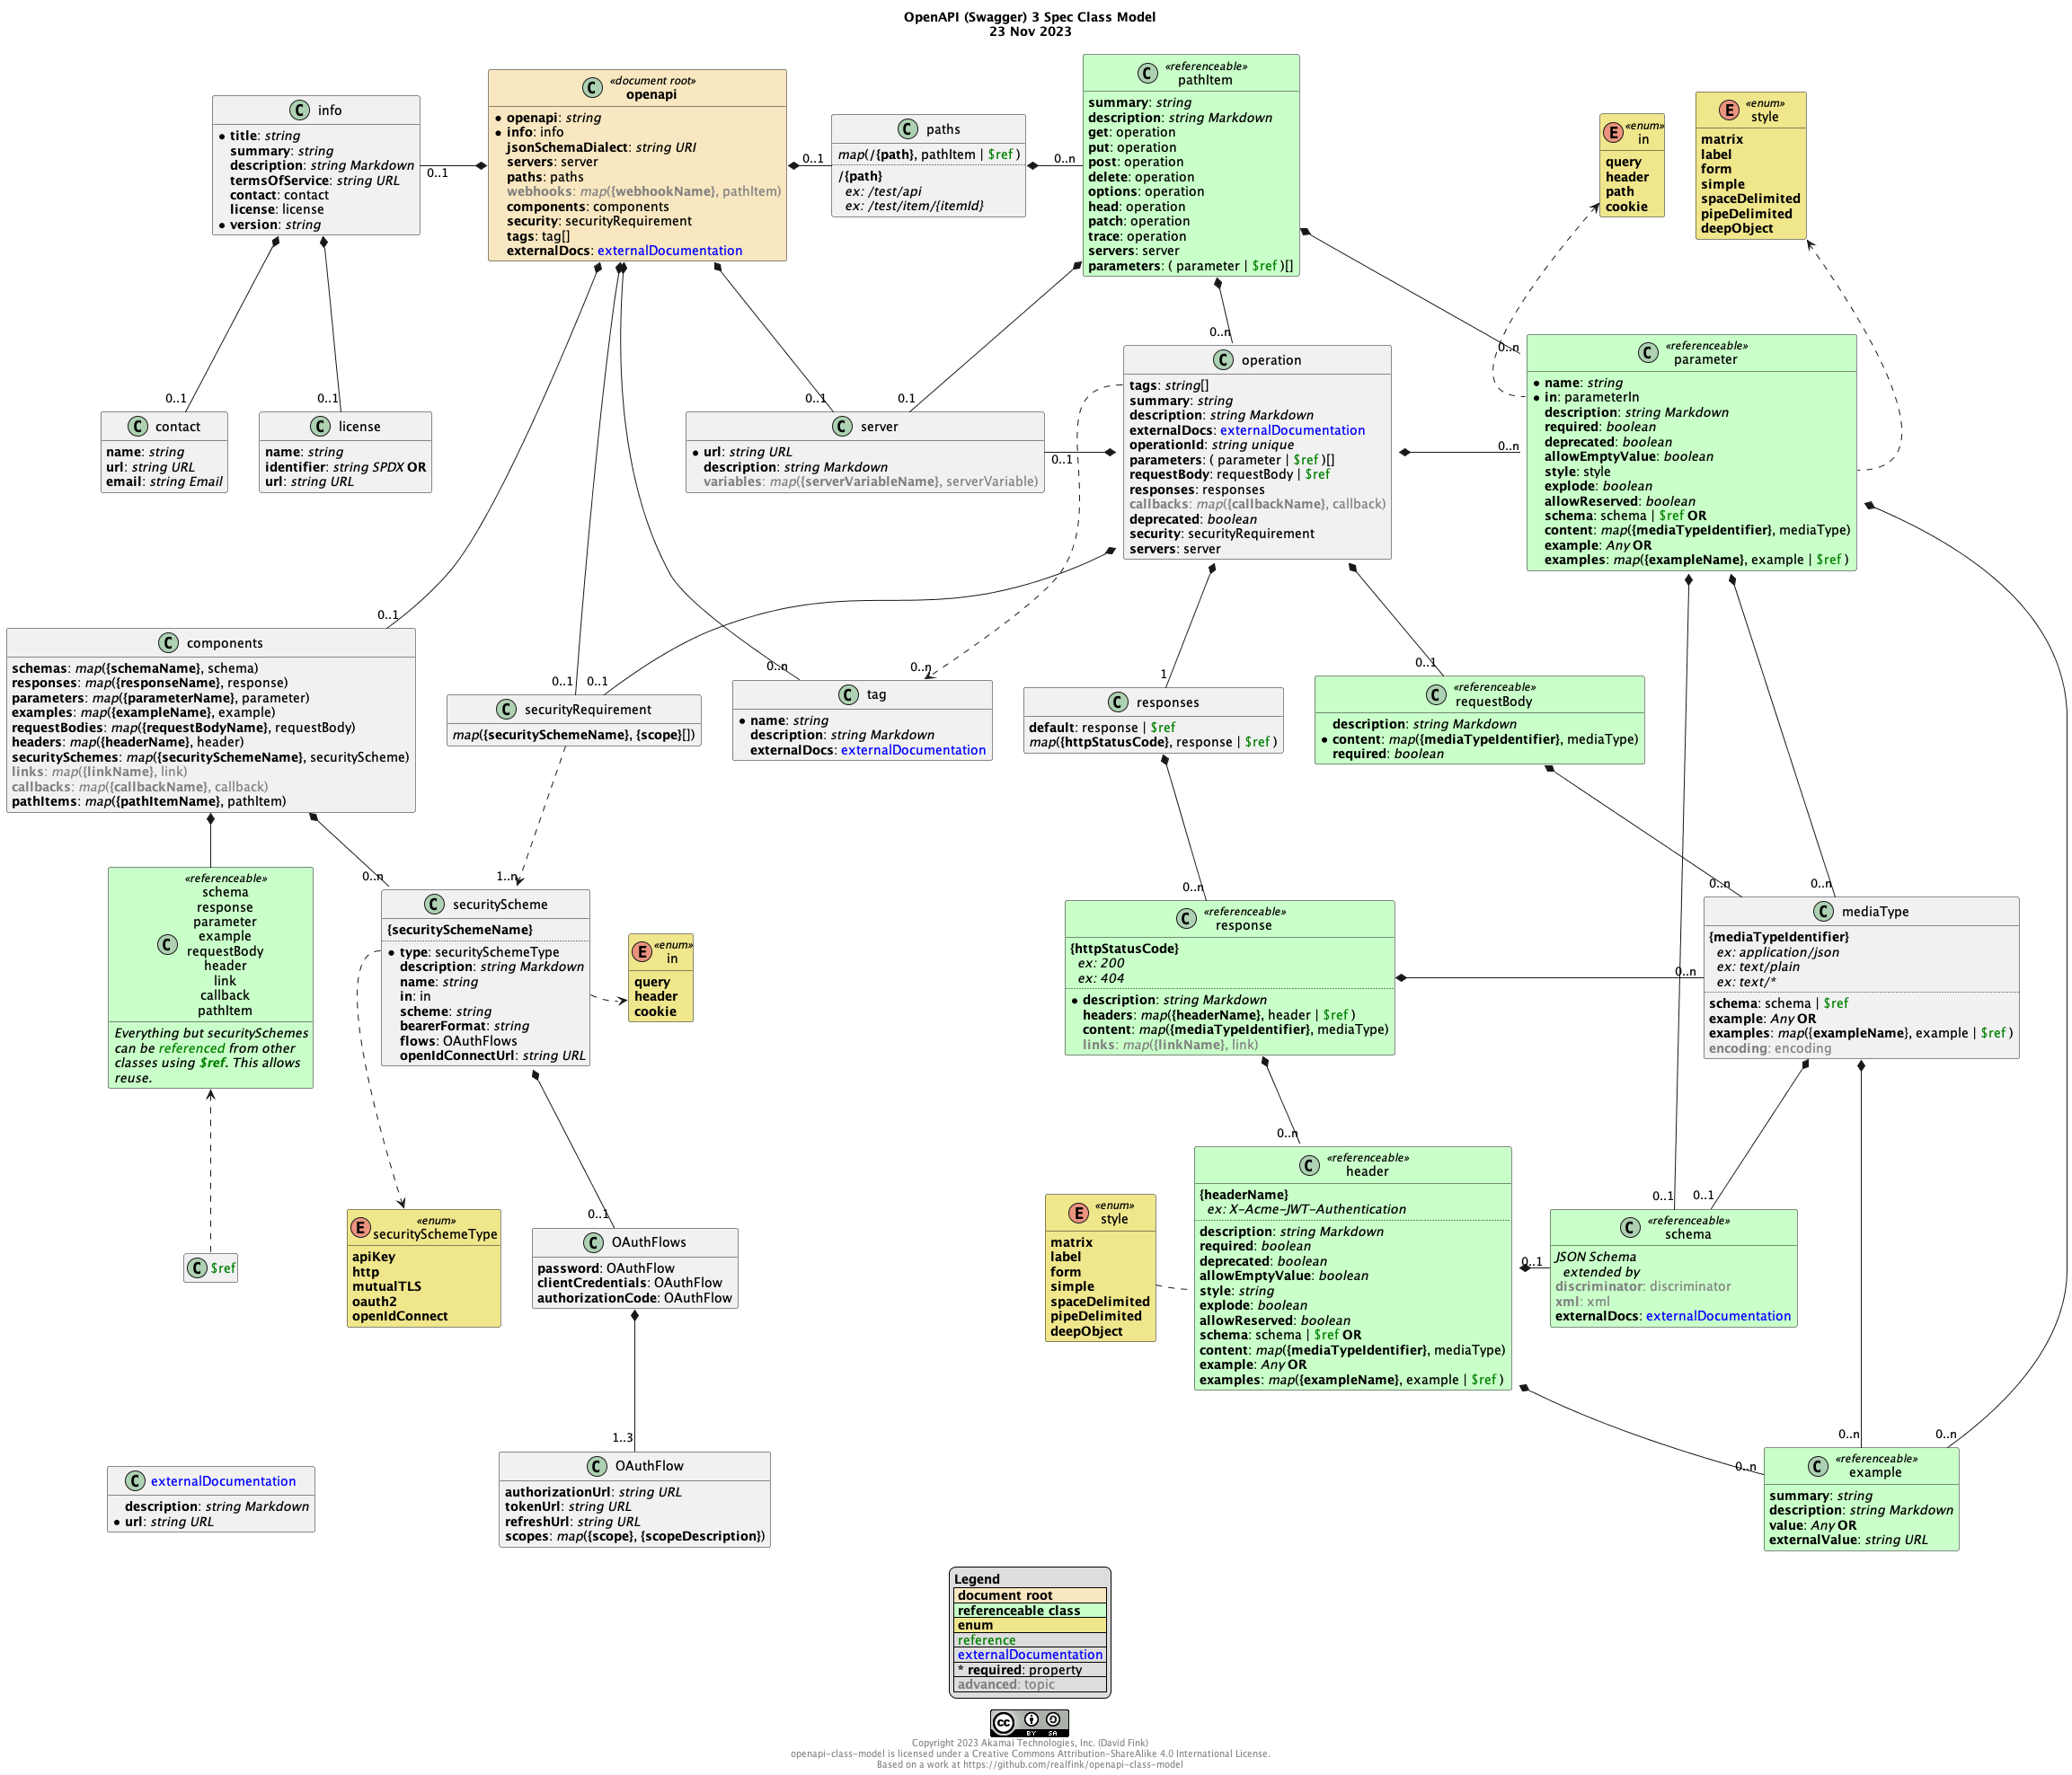 OpenAPI (Swagger) 3 Spec Class Model
23 Nov 2023
C info
• title: string
summary: string
description: string Markdown
termsOfService: string URL
contact: contact
license: license
• version: string
0..1
C «document root»
openapi
• openapi: string
• info: info
jsonSchemaDialect: string URI
servers: server
paths: paths
webhooks: map({webhookName}, pathItem)
components: components
security: securityRequirement
tags: tag[]
externalDocs: externalDocumentation
0..1
C paths
map(/{path}, pathItem | $ref )
/{path}
ex: /test/api
ex: /test/item/{itemId}
0..n
C «referenceable»
pathItem
summary: string
description: string Markdown
get: operation
put: operation
post: operation
delete: operation
options: operation
head: operation
patch: operation
trace: operation
servers: server
parameters: ( parameter | $ref )[]
E «enum»
in
query
header
path
cookie
E «enum»
style
matrix
label
form
simple
spaceDelimited
pipeDelimited
deepObject
0..1
C contact
name: string
url: string URL
email: string Email
0..1
C license
name: string
identifier: string SPDX OR
url: string URL
0..1
0.1
C server
• url: string URL
description: string Markdown
variables: map({serverVariableName}, serverVariable)
0..1
0..n
C operation
tags: string[]
summary: string
description: string Markdown
externalDocs: externalDocumentation
operationId: string unique
parameters: ( parameter | $ref )[]
requestBody: requestBody | $ref
responses: responses
callbacks: map({callbackName}, callback)
deprecated: boolean
security: securityRequirement
servers: server
0..n
0..n
C «referenceable»
parameter
• name: string
• in: parameterIn
description: string Markdown
required: boolean
deprecated: boolean
allowEmptyValue: boolean
style: style
explode: boolean
allowReserved: boolean
schema: schema | $ref OR
content: map({mediaTypeIdentifier}, mediaType)
example: Any OR
examples: map({exampleName}, example | $ref )
0..1
C components
schemas: map({schemaName}, schema)
responses: map({responseName}, response)
parameters: map({parameterName}, parameter)
examples: map({exampleName}, example)
requestBodies: map({requestBodyName}, requestBody)
headers: map({headerName}, header)
securitySchemes: map({securitySchemeName}, securityScheme)
links: map({linkName}, link)
callbacks: map({callbackName}, callback)
pathItems: map({pathItemName}, pathItem)
0..1
0..1
C securityRequirement
map({securitySchemeName}, {scope}[])
0..n
0..n
C tag
• name: string
description: string Markdown
externalDocs: externalDocumentation
1
C responses
default: response | $ref
map({httpStatusCode}, response | $ref )
0..1
C «referenceable»
requestBody
description: string Markdown
• content: map({mediaTypeIdentifier}, mediaType)
required: boolean
C «referenceable»
schema
response
parameter
example
requestBody
header
link
callback
pathItem
Everything but securitySchemes
can be referenced from other
classes using $ref. This allows
reuse.
0..n
1..n
C securityScheme
{securitySchemeName}
• type: securitySchemeType
description: string Markdown
name: string
in: in
scheme: string
bearerFormat: string
flows: OAuthFlows
openIdConnectUrl: string URL
E «enum»
in
query
header
cookie
0..n
C «referenceable»
response
{httpStatusCode}
ex: 200
ex: 404
• description: string Markdown
headers: map({headerName}, header | $ref )
content: map({mediaTypeIdentifier}, mediaType)
links: map({linkName}, link)
0..n
0..n
0..n
C mediaType
{mediaTypeIdentifier}
ex: application/json
ex: text/plain
ex: text/*
schema: schema | $ref
example: Any OR
examples: map({exampleName}, example | $ref )
encoding: encoding
C $ref
E «enum»
securitySchemeType
apiKey
http
mutualTLS
oauth2
openIdConnect
0..1
C OAuthFlows
password: OAuthFlow
clientCredentials: OAuthFlow
authorizationCode: OAuthFlow
E «enum»
style
matrix
label
form
simple
spaceDelimited
pipeDelimited
deepObject
0..n
C «referenceable»
header
{headerName}
ex: X-Acme-JWT-Authentication
description: string Markdown
required: boolean
deprecated: boolean
allowEmptyValue: boolean
style: string
explode: boolean
allowReserved: boolean
schema: schema | $ref OR
content: map({mediaTypeIdentifier}, mediaType)
example: Any OR
examples: map({exampleName}, example | $ref )
0..1
0..1
0..1
C «referenceable»
schema
JSON Schema
extended by
discriminator: discriminator
xml: xml
externalDocs: externalDocumentation
C externalDocumentation
description: string Markdown
• url: string URL
1..3
C OAuthFlow
authorizationUrl: string URL
tokenUrl: string URL
refreshUrl: string URL
scopes: map({scope}, {scopeDescription})
0..n
0..n
0..n
C «referenceable»
example
summary: string
description: string Markdown
value: Any OR
externalValue: string URL
Legend
document root
referenceable class
enum
reference
externalDocumentation
* required: property
advanced: topic
cc BY SA
Copyright 2023 Akamai Technologies, Inc. (David Fink)
openapi-class-model is licensed under a Creative Commons Attribution-ShareAlike 4.0 International License.
Based on a work at https://github.com/realfink/openapi-class-model